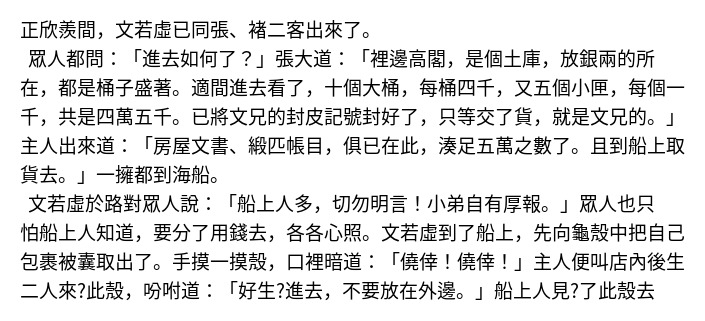 正欣羨間，文若虛已同張、褚二客出來了。
眾人都問：「進去如何了？」張大道：「裡邊高閣，是個土庫，放銀兩的所
在，都是桶子盛著。適間進去看了，十個大桶，每桶四千，又五個小匣，每個一
千，共是四萬五千。已將文兄的封皮記號封好了，只等交了貨，就是文兄的。」
主人出來道：「房屋文書、緞匹帳目，俱已在此，湊足五萬之數了。且到船上取
貨去。」一擁都到海船。
文若虛於路對眾人說：「船上人多，切勿明言！小弟自有厚報。」眾人也只
怕船上人知道，要分了用錢去，各各心照。文若虛到了船上，先向龜殼中把自己
包裹被囊取出了。手摸一摸殼，口裡暗道：「僥倖！僥倖！」主人便叫店內後生
二人來?此殼，吩咐道：「好生?進去，不要放在外邊。」船上人見?了此殼去